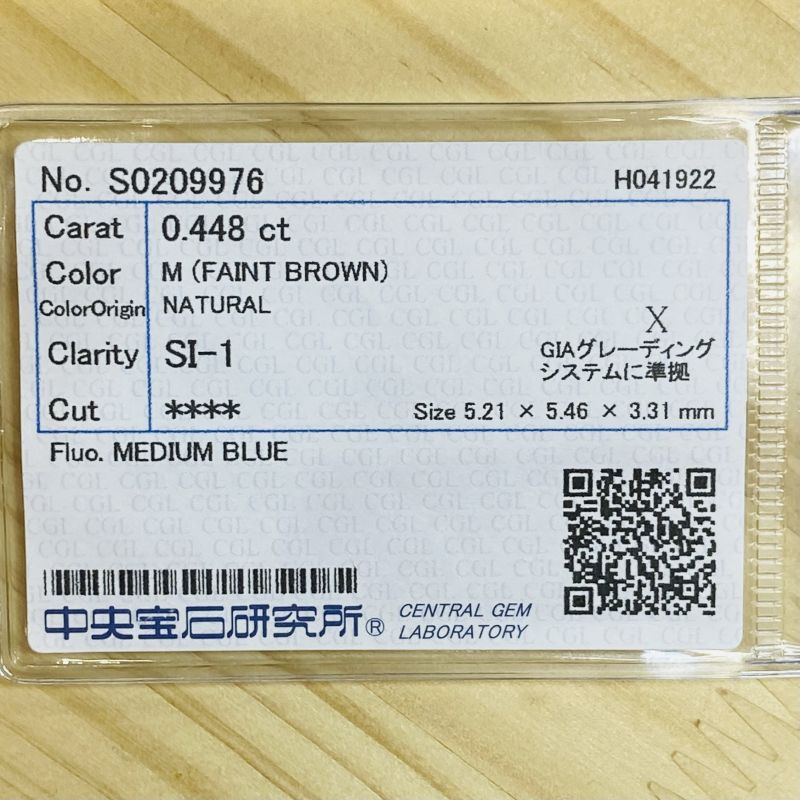 No. S0209976 H041922
Carat 0.448 ct
Color M (FAINT BROWN)
ColorOrigin NATURAL
X
Clarity SI-1 GIAグレーディング
システムに準拠
Cut **** Size 5.21 × 5.46 × 3.31 mm
Fluo. MEDIUM BLUE
中央宝石研究所® CENTRAL GEM
LABORATORY